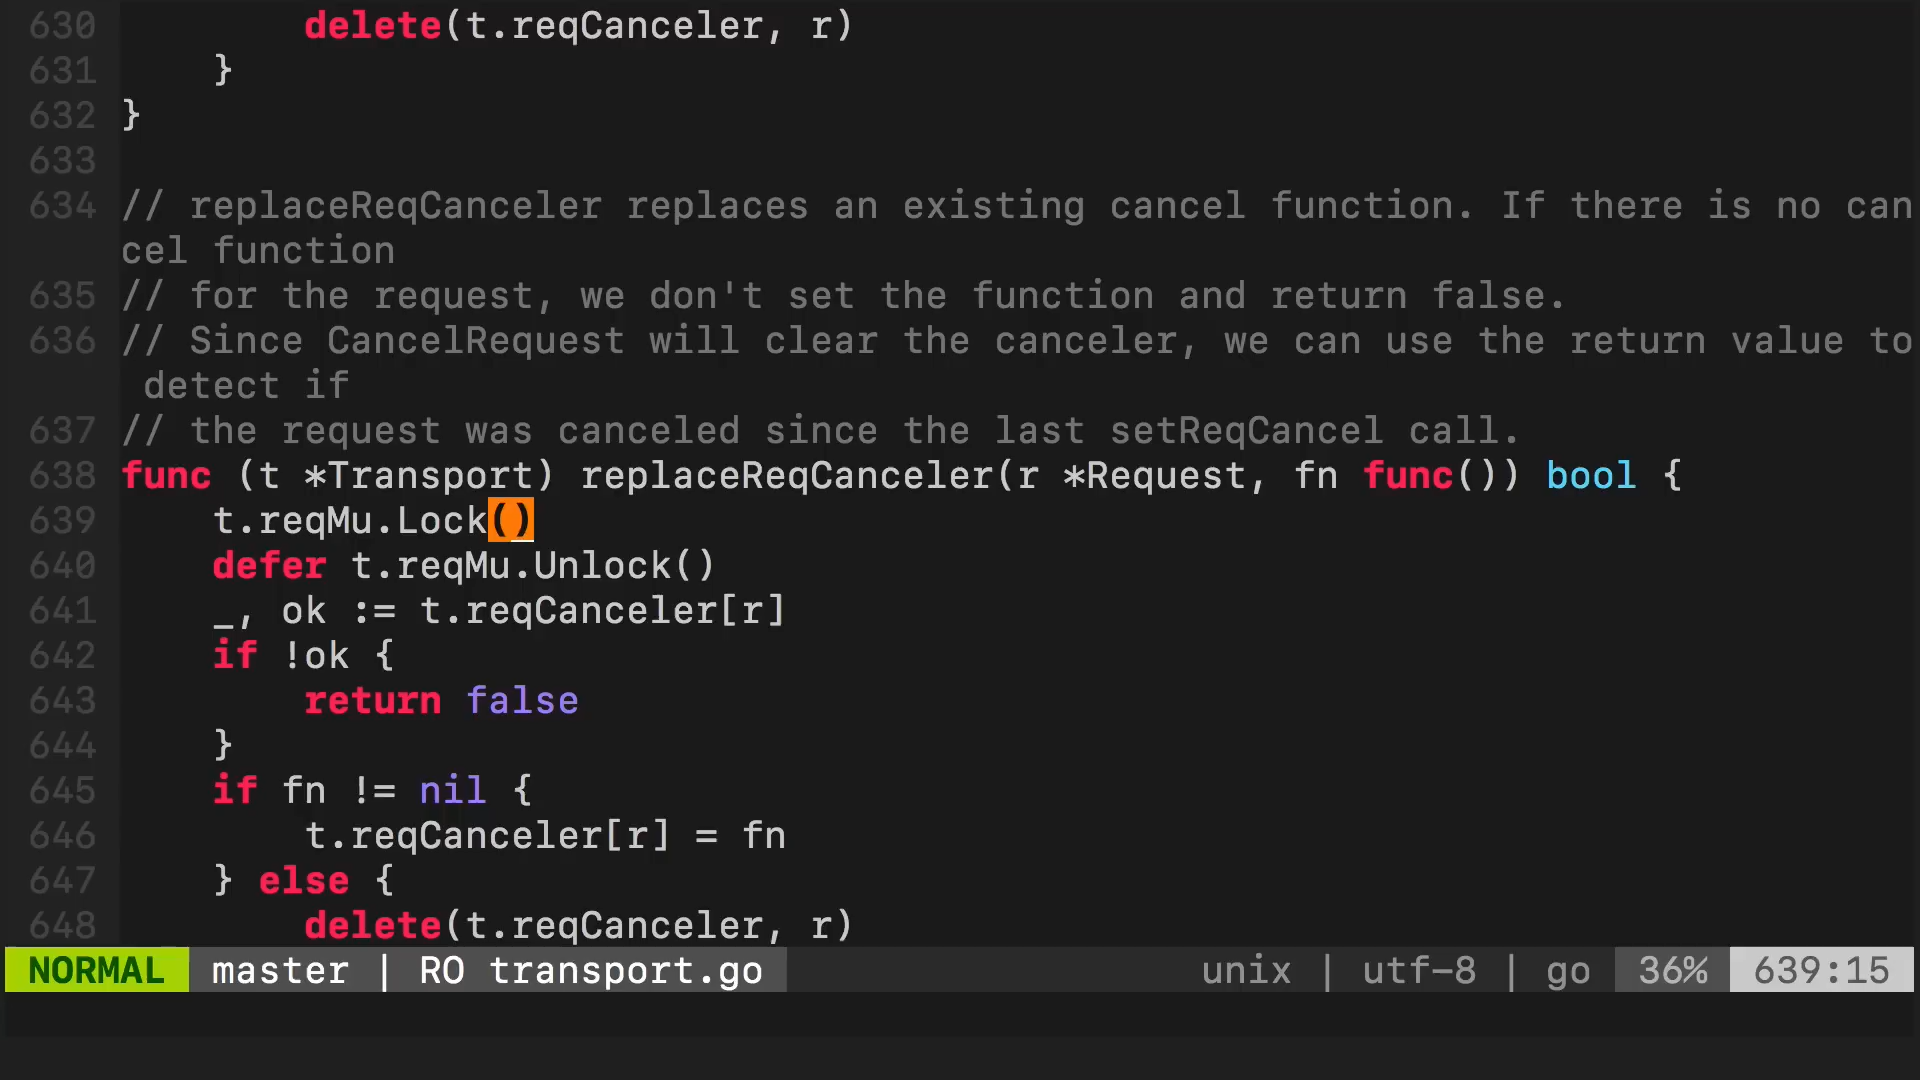 630         delete(t.reqCanceler, r)
631     }
632 }
633
634 // replaceReqCanceler replaces an existing cancel function. If there is no can
cel function
635 // for the request, we don't set the function and return false.
636 // Since CancelRequest will clear the canceler, we can use the return value to
 detect if
637 // the request was canceled since the last setReqCancel call.
638 func (t *Transport) replaceReqCanceler(r *Request, fn func()) bool {
639     t.reqMu.Lock()
640     defer t.reqMu.Unlock()
641     _, ok := t.reqCanceler[r]
642     if !ok {
643         return false
644     }
645     if fn != nil {
646         t.reqCanceler[r] = fn
647     } else {
648         delete(t.reqCanceler, r)
NORMAL master | RO transport.go unix | utf-8 | go 36% 639:15